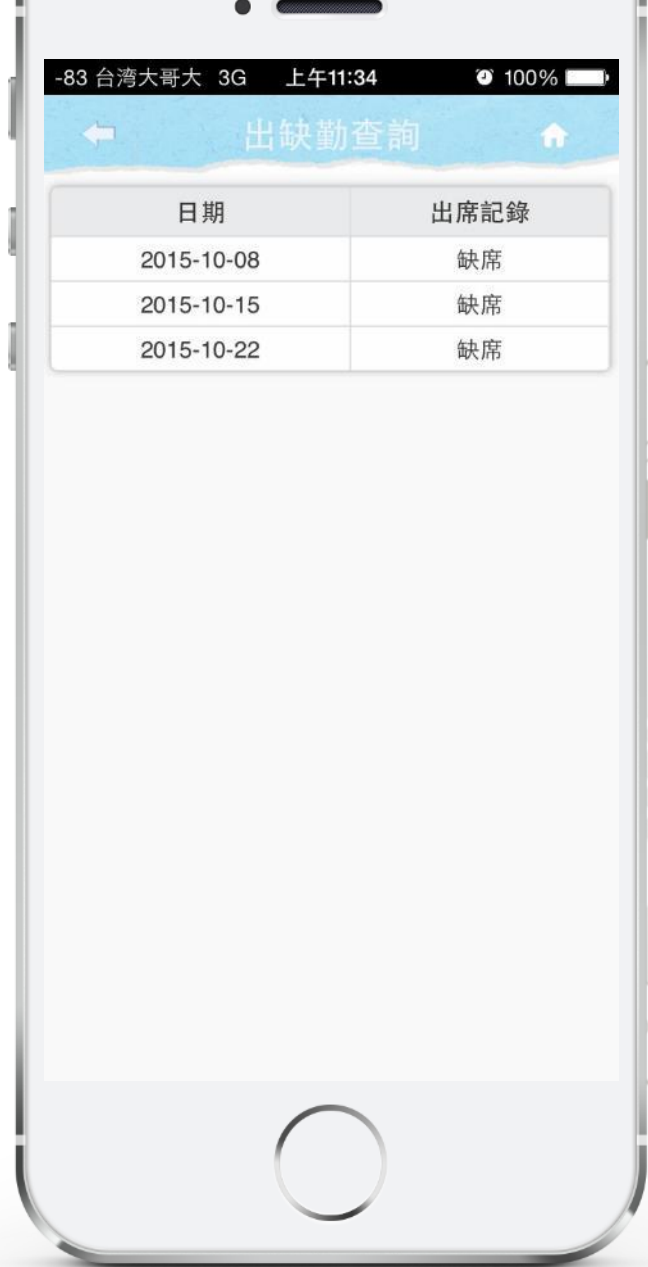 -83 台湾大哥大 3G 上午11:34 100%
出缺勤查詢
日期 出席記錄
2015-10-08 缺席
2015-10-15 缺席
2015-10-22 缺席